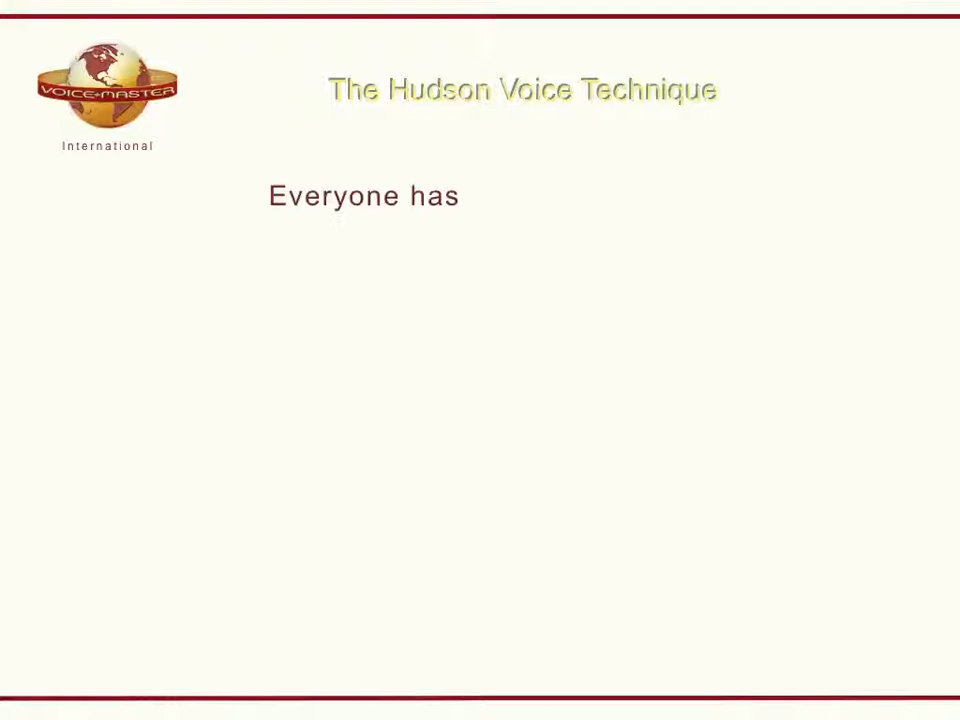 VOICE MASTER
International
The Hudson Voice Technique
Everyone has